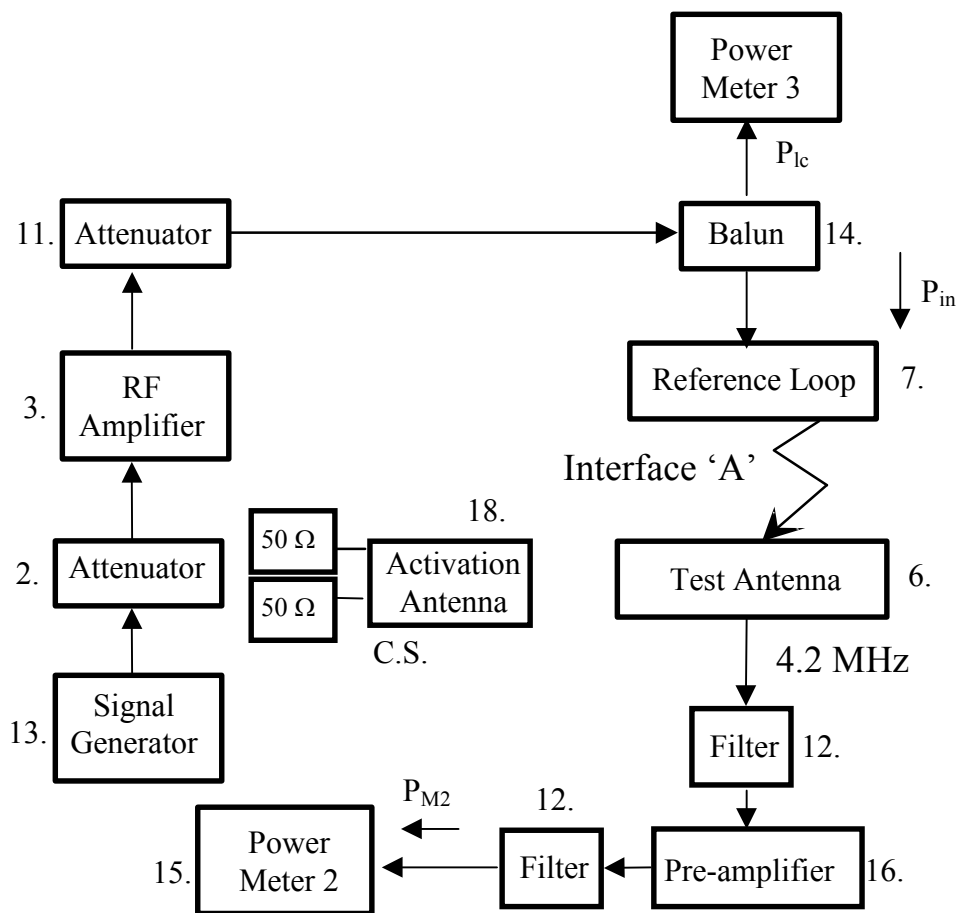 Power
Meter 3
P_lc
11.
Attenuator
Balun
14.
P_in
3.
RF
Amplifier
Reference Loop
7.
Interface ‘A’
18.
50 Ω
50 Ω
Activation
Antenna
C.S.
2.
Attenuator
Test Antenna
6.
4.2 MHz
13.
Signal
Generator
Filter
12.
P_M2
12.
15.
Power
Meter 2
Filter
Pre-amplifier
16.